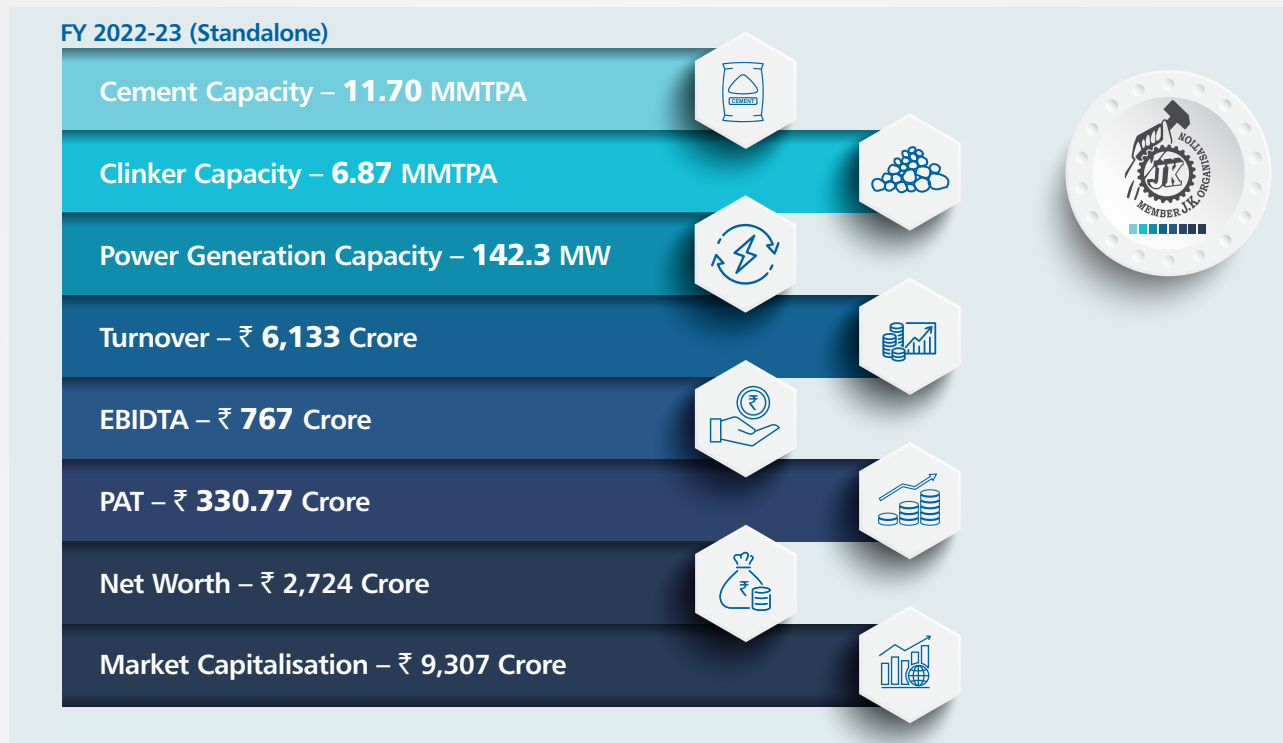 FY 2022-23 (Standalone)
Cement Capacity – 11.70 MMTPA
CEMENT
Clinker Capacity – 6.87 MMTPA
Power Generation Capacity – 142.3 MW
Turnover – ₹ 6,133 Crore
EBIDTA – ₹ 767 Crore
₹
PAT – ₹ 330.77 Crore
Net Worth – ₹ 2,724 Crore
₹
Market Capitalisation – ₹ 9,307 Crore
JK
MEMBER J.K. ORGANISATION